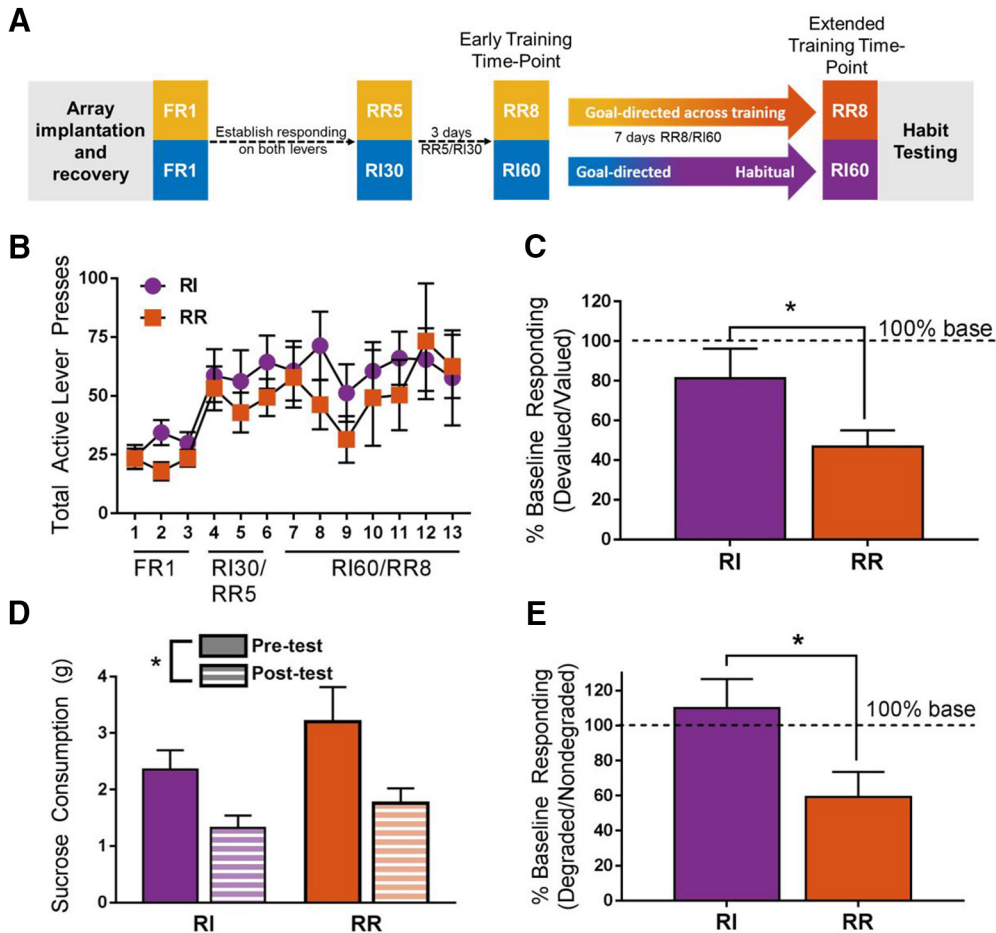 A
Early Training
Time-Point
Extended
Training Time-
Point
Array
implantation
and
recovery
FR1
FR1
Establish responding
on both levers
RR5
RI30
3 days
RR5/RI30
RR8
RI60
Goal-directed across training
7 days RR8/RI60
Goal-directed
Habitual
RR8
RI60
Habit
Testing
B
Total Active Lever Presses
100
75
50
25
0
RI
RR
1 2 3 4 5 6 7 8 9 10 11 12 13
FR1
RI30/
RR5
RI60/RR8
C
% Baseline Responding
(Devalued/Valued)
120
100
80
60
40
20
0
*
100% base
RI RR
D
Sucrose Consumption (g)
4
3
2
1
0
*
Pre-test
Post-test
RI RR
E
% Baseline Responding
(Degraded/Nondegraded)
120
100
80
60
40
20
0
*
100% base
RI RR